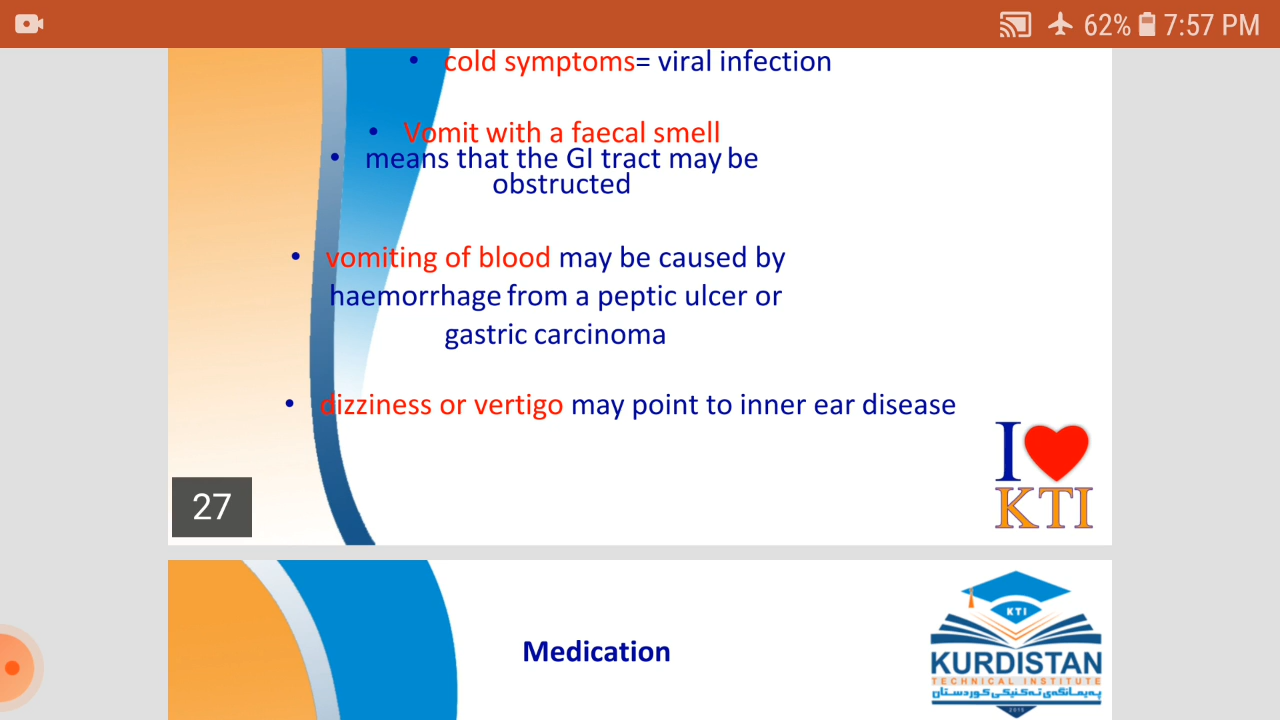 62% 7:57 PM
• cold symptoms= viral infection
• Vomit with a faecal smell
• means that the GI tract may be
obstructed
• vomiting of blood may be caused by
haemorrhage from a peptic ulcer or
gastric carcinoma
• dizziness or vertigo may point to inner ear disease
I
KTI
27
KTI
Medication
KURDISTAN
TECHNICAL INSTITUTE
پەیمانگەی تەکنیکی کوردستان